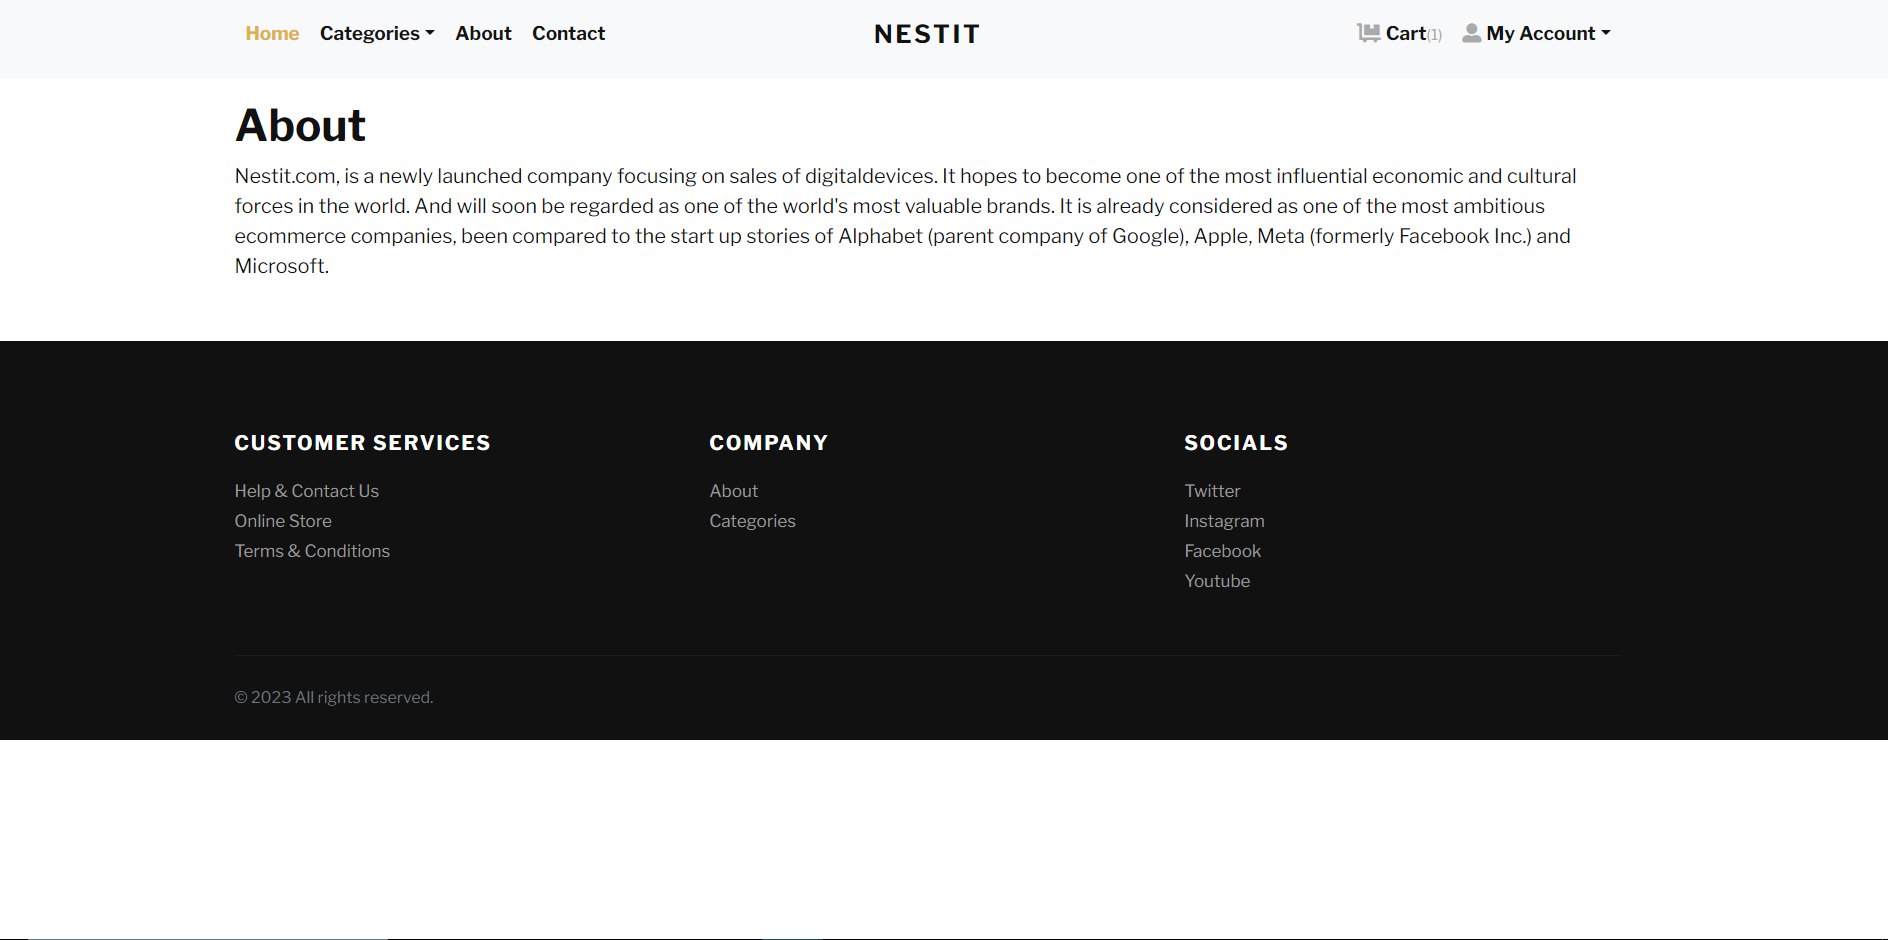 Home Categories About Contact NESTIT Cart(1) My Account
About
Nestit.com, is a newly launched company focusing on sales of digitaldevices. It hopes to become one of the most influential economic and cultural
forces in the world. And will soon be regarded as one of the world's most valuable brands. It is already considered as one of the most ambitious
ecommerce companies, been compared to the start up stories of Alphabet (parent company of Google), Apple, Meta (formerly Facebook Inc.) and
Microsoft.
CUSTOMER SERVICES
Help & Contact Us
Online Store
Terms & Conditions
COMPANY
About
Categories
SOCIALS
Twitter
Instagram
Facebook
Youtube
© 2023 All rights reserved.